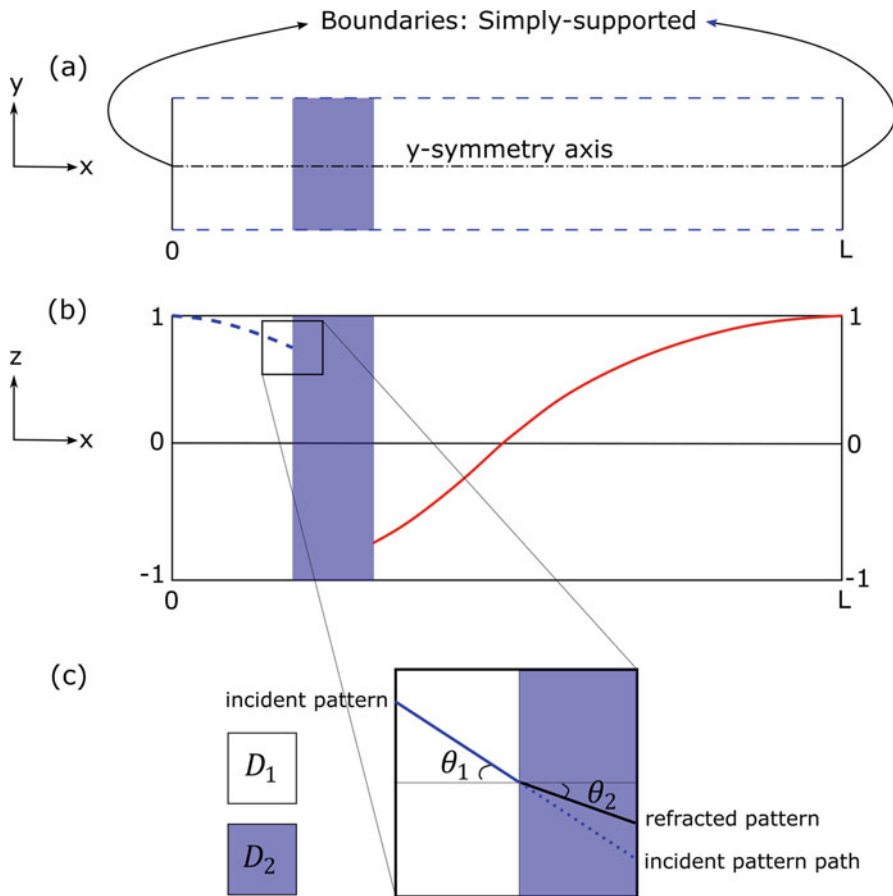 Boundaries: Simply-supported
(a)
y
x
y-symmetry axis
0 L
(b)
1 1
z
x
0 0
-1 -1
0 L
(c)
incident pattern
D₁
θ₁
θ₂
refracted pattern
D₂
incident pattern path